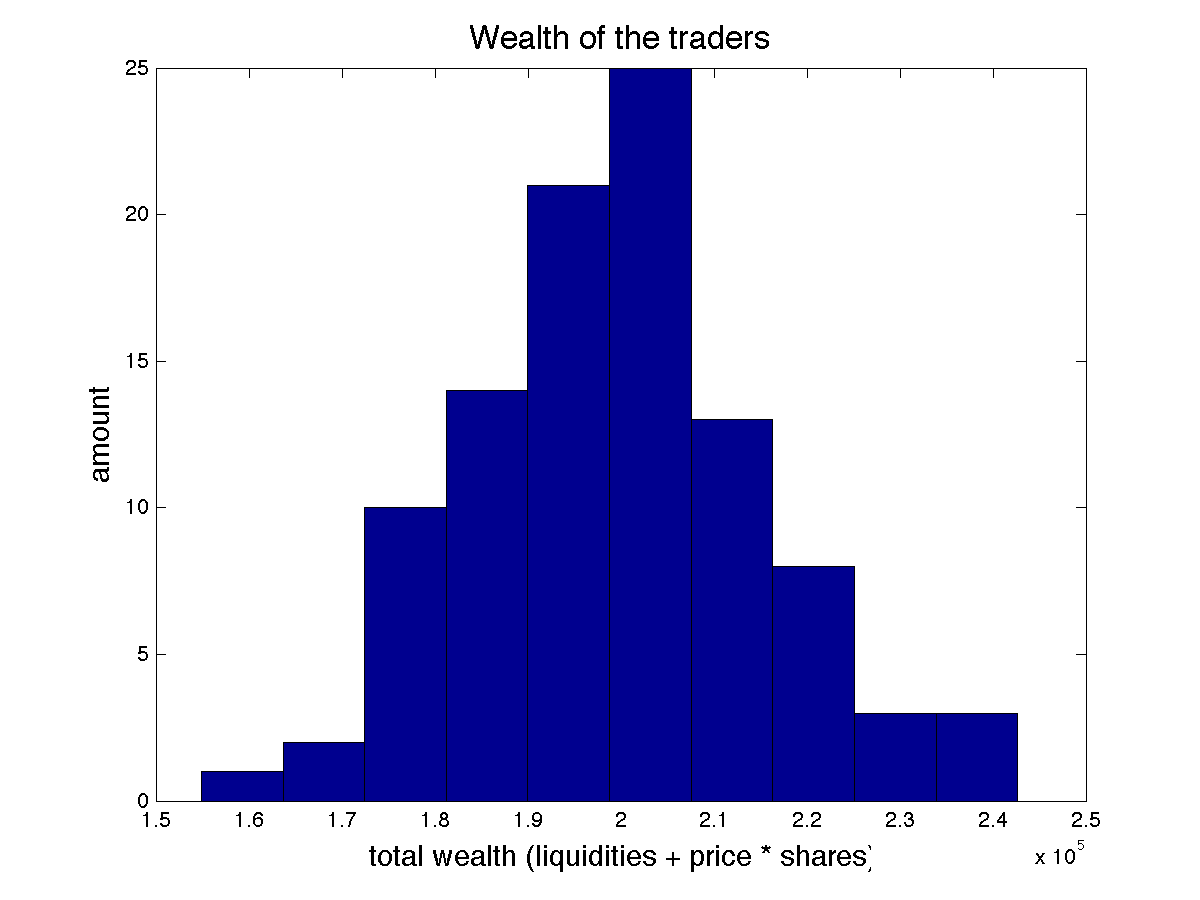 Wealth of the traders
25
20
15
10
5
0
amount
1.5 1.6 1.7 1.8 1.9 2 2.1 2.2 2.3 2.4 2.5
x 10^5
total wealth (liquidities + price * shares)